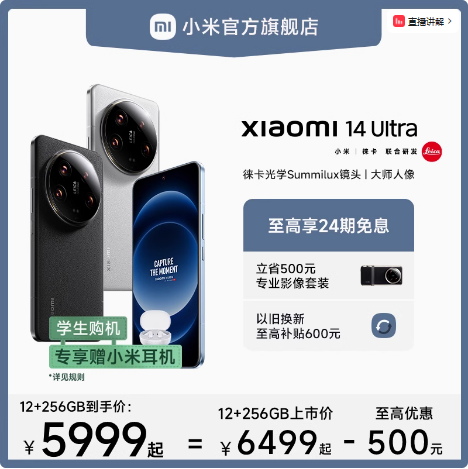 小米官方旗舰店
直播讲解
xiaomi 14 Ultra
小米 | 徕卡 联合研发
Leica
徕卡光学Summilux镜头 | 大师人像
至高享24期免息
立省500元
专业影像套装
以旧换新
至高补贴600元
CAPTURE
THE MOMENT
xiaomi
xiaomi
学生购机
专享赠小米耳机
*详见规则
12+256GB到手价: 12+256GB上市价 至高优惠
¥5999起 = ¥6499起 - 500元